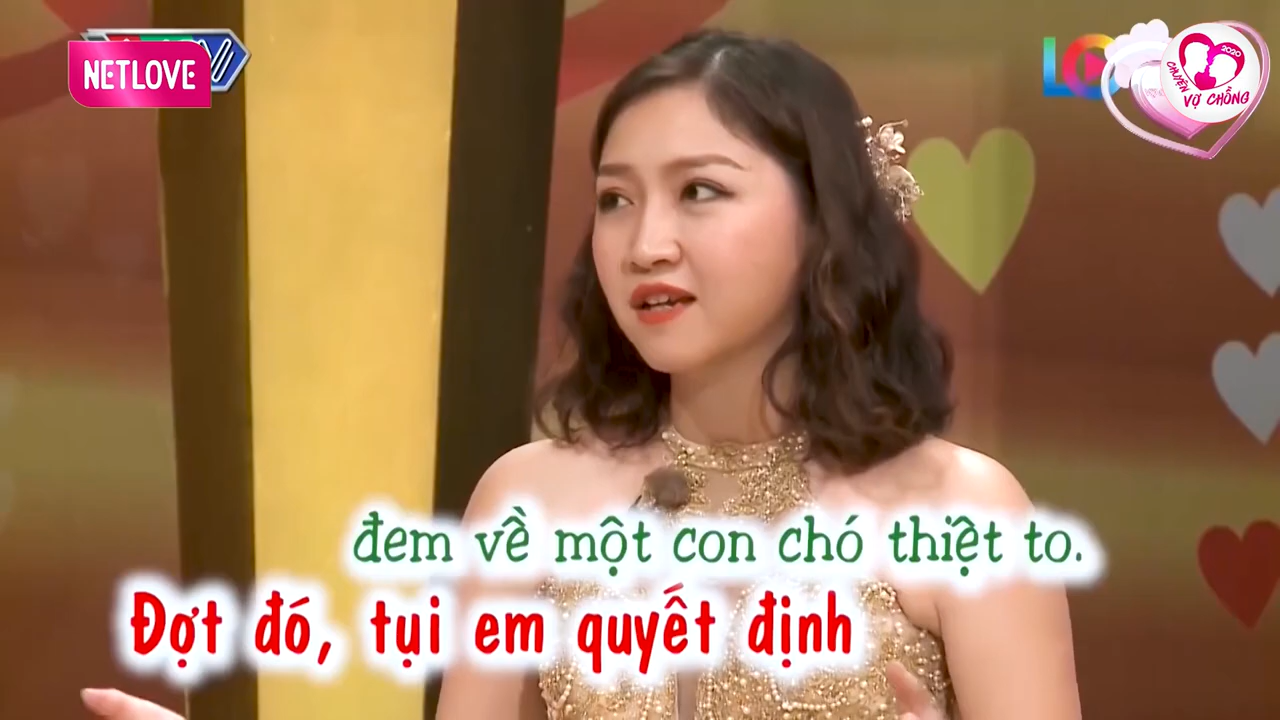 NETLOVE
2020
CHUYỆN
VỢ CHỒNG
đem về một con chó thiệt to.
Đợt đó, tụi em quyết định